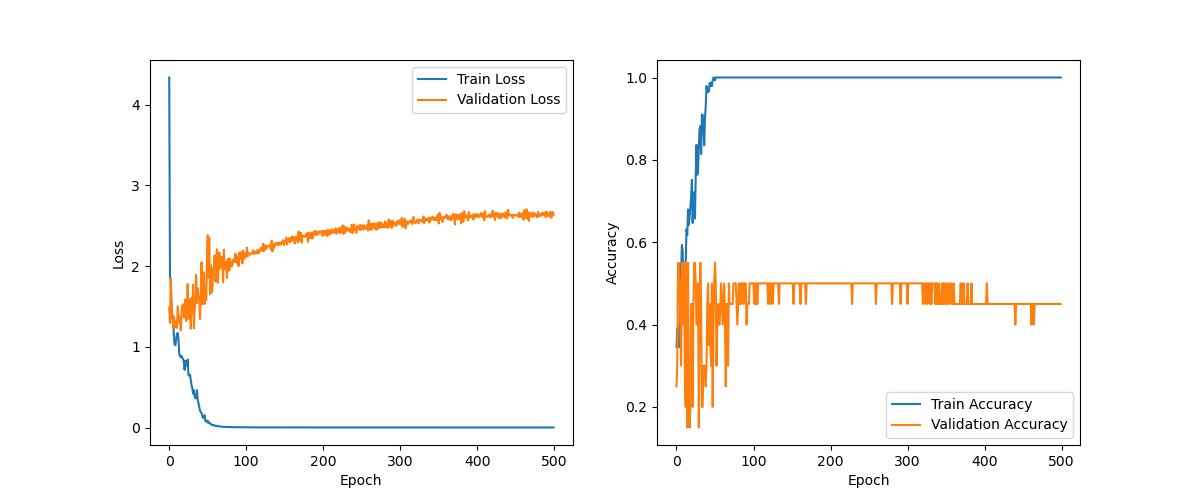 Train Loss
Validation Loss
4
3
2
1
0
Loss
0 100 200 300 400 500
Epoch
1.0
0.8
0.6
0.4
0.2
Accuracy
Train Accuracy
Validation Accuracy
0 100 200 300 400 500
Epoch